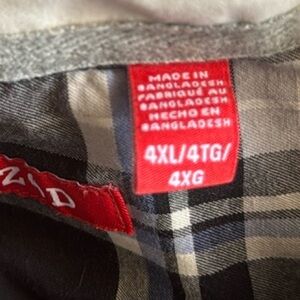 MADE IN
BANGLADESH
FABRIQUÉ AU
BANGLADESH
HECHO EN
BANGLADESH
4XL/4TG/
4XG